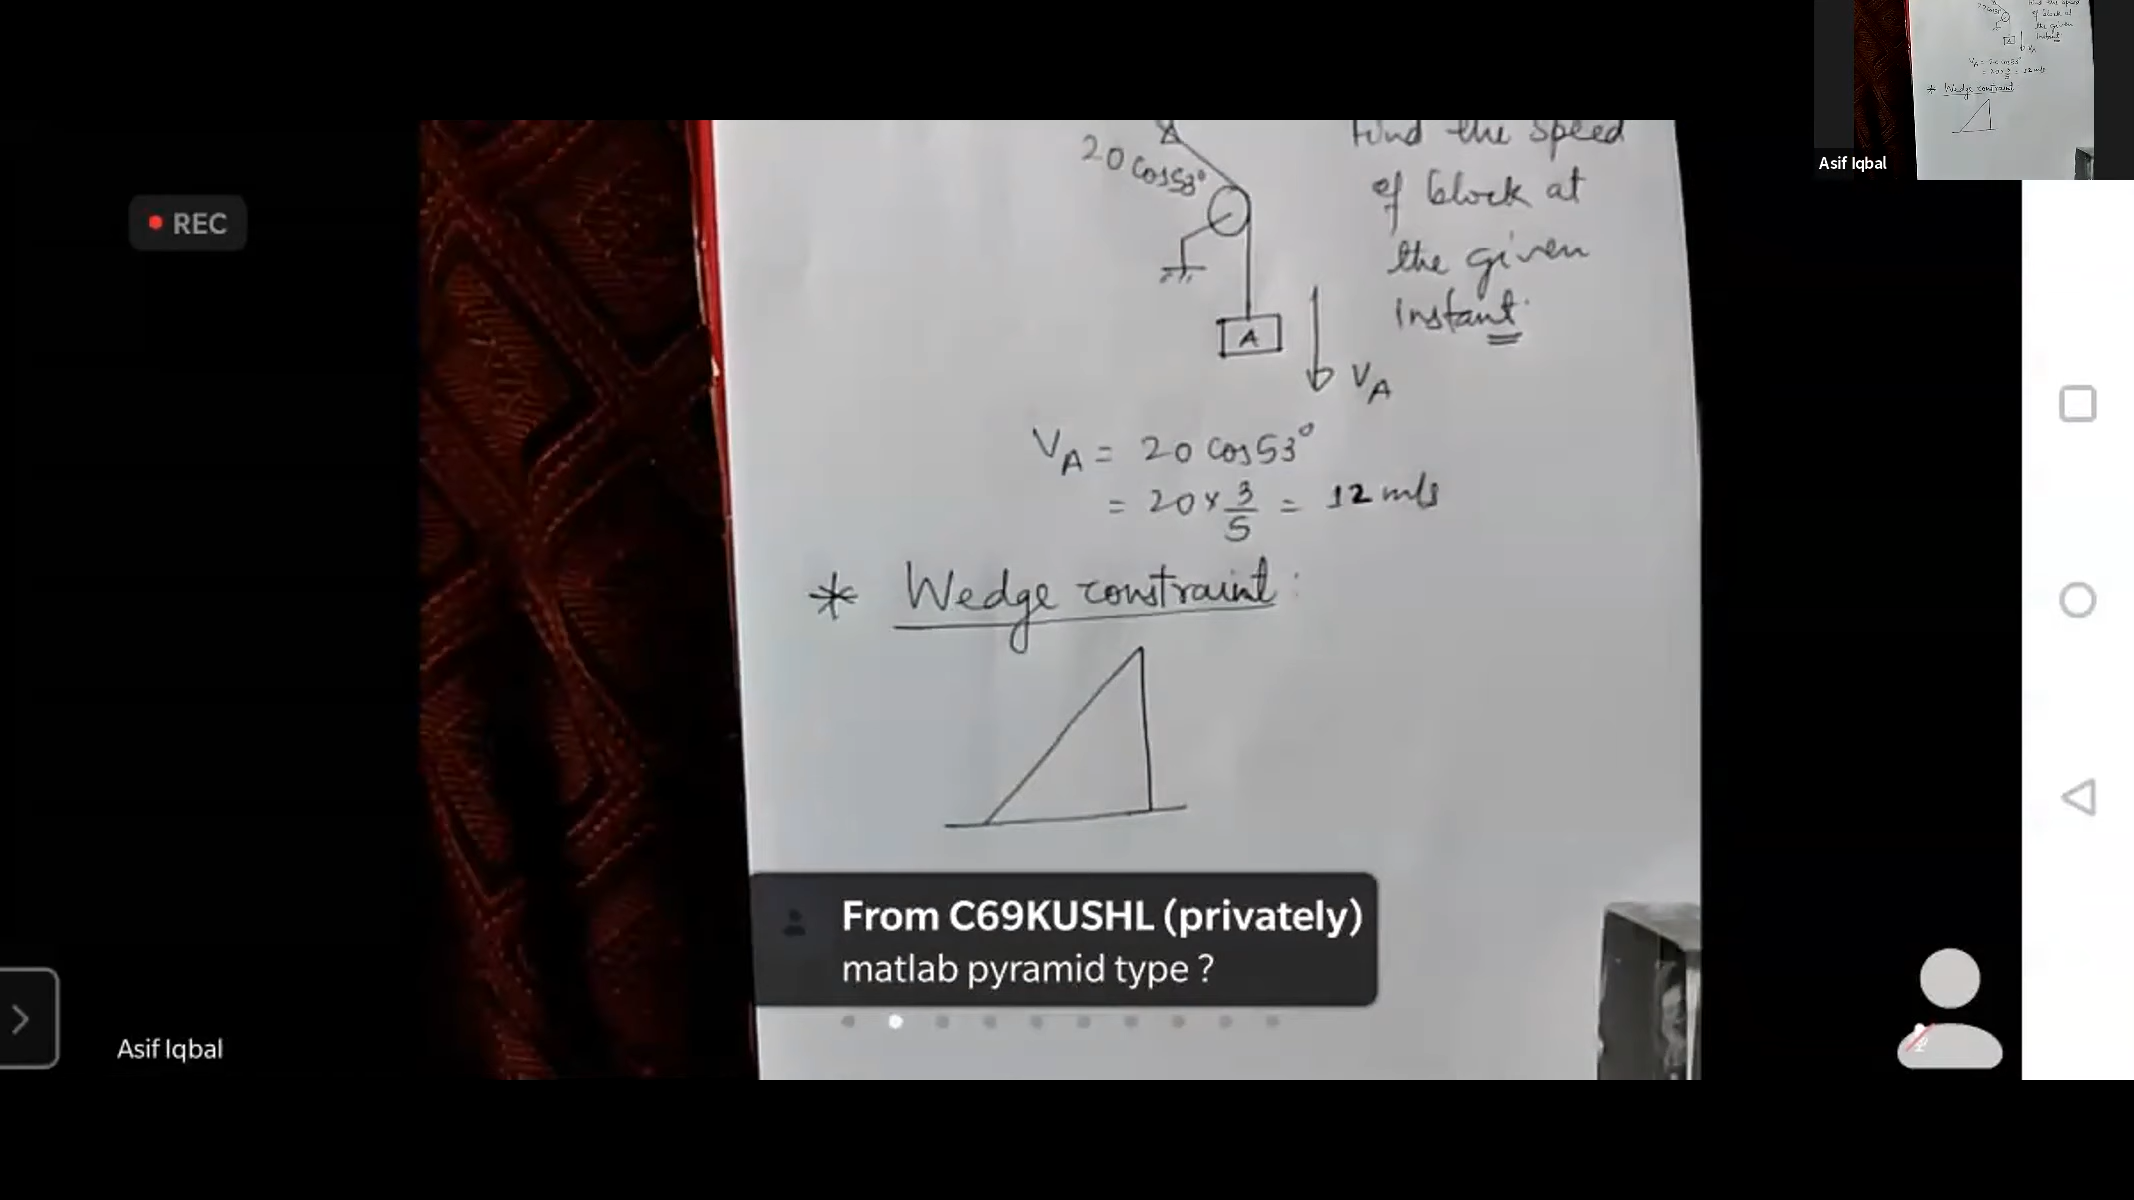 Find the speed
of block at
the given
instant.
20 cos53°
A
VA
VA = 20 cos53°
= 20 × 3/5 = 12 m/s
* Wedge constraint:
REC
From C69KUSHL (privately)
matlab pyramid type ?
Asif Iqbal
Asif Iqbal